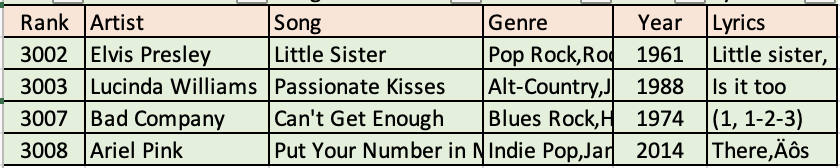 Rank Artist Song Genre Year Lyrics
3002 Elvis Presley Little Sister Pop Rock,Roc 1961 Little sister,
3003 Lucinda Williams Passionate Kisses Alt-Country,J 1988 Is it too
3007 Bad Company Can't Get Enough Blues Rock,H 1974 (1, 1-2-3)
3008 Ariel Pink Put Your Number in M Indie Pop,Jan 2014 There‚Äôs